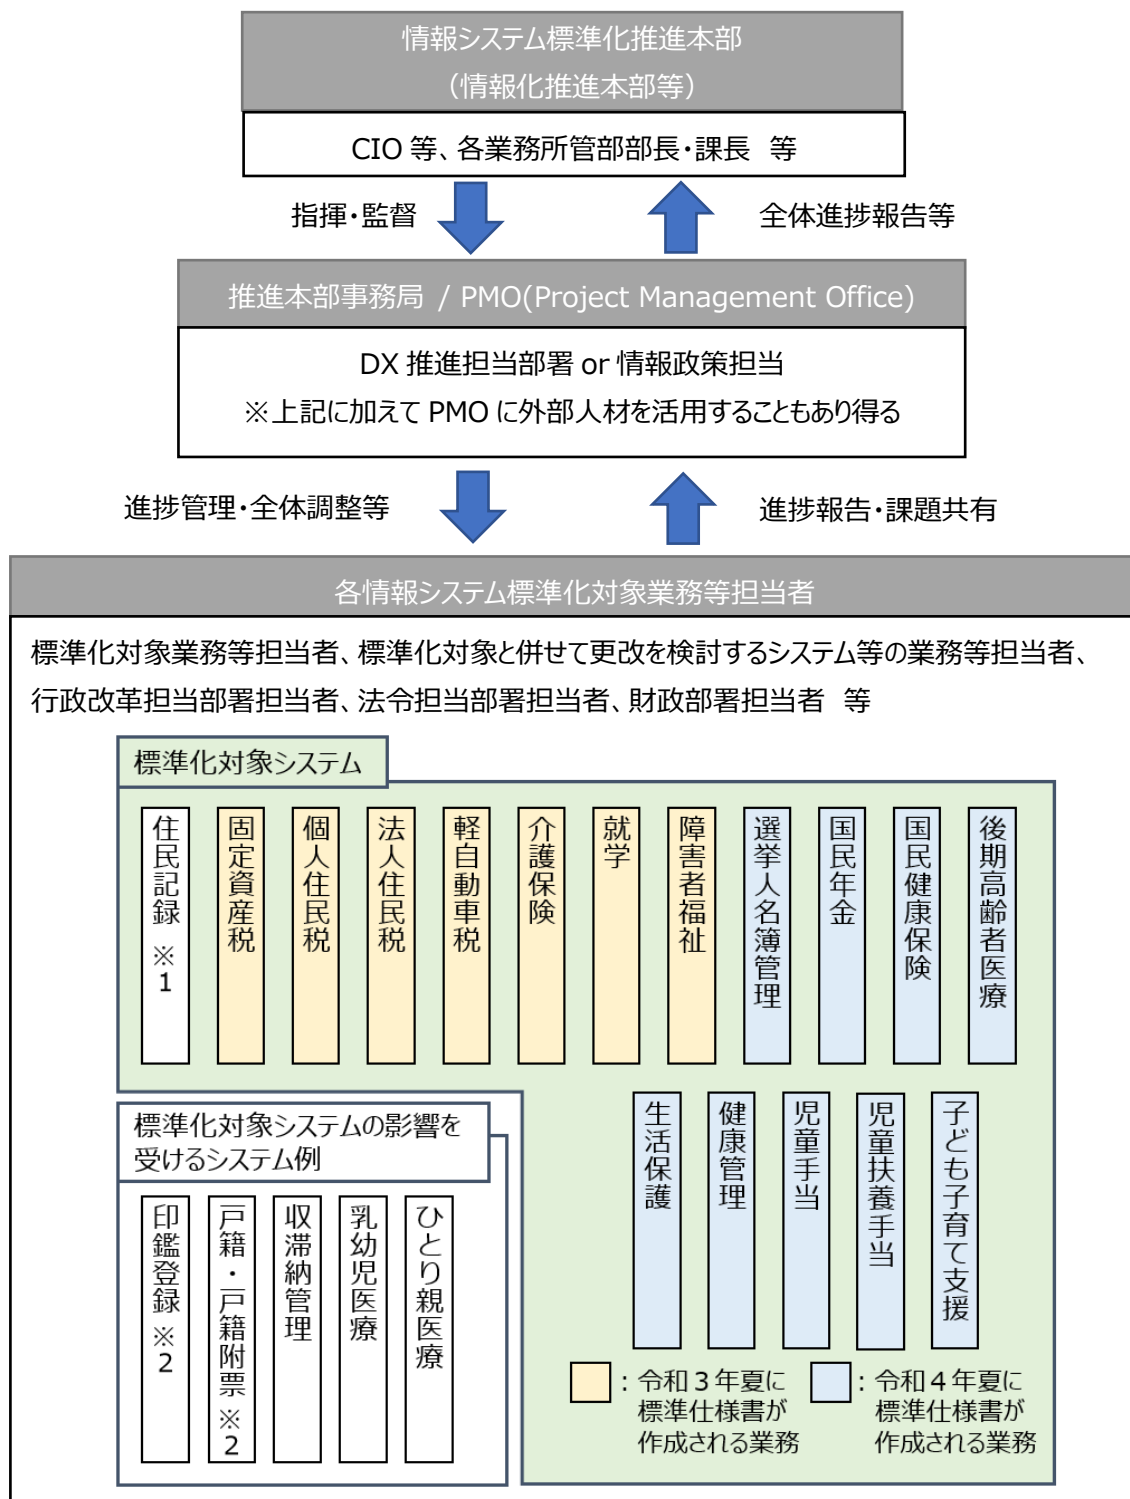 情報システム標準化推進本部
（情報化推進本部等）
CIO 等、各業務所管部部長・課長 等
指揮・監督
全体進捗報告等
推進本部事務局 / PMO(Project Management Office)
DX 推進担当部署 or 情報政策担当
※上記に加えて PMO に外部人材を活用することもあり得る
進捗管理・全体調整等
進捗報告・課題共有
各情報システム標準化対象業務等担当者
標準化対象業務等担当者、標準化対象と併せて更改を検討するシステム等の業務等担当者、
行政改革担当部署担当者、法令担当部署担当者、財政部署担当者 等
標準化対象システム
住民記録 ※1
固定資産税
個人住民税
法人住民税
軽自動車税
介護保険
就学
障害者福祉
選挙人名簿管理
国民年金
国民健康保険
後期高齢者医療
生活保護
健康管理
児童手当
児童扶養手当
子ども子育て支援
標準化対象システムの影響を
受けるシステム例
印鑑登録 ※2
戸籍・戸籍附票 ※2
収滞納管理
乳幼児医療
ひとり親医療
：令和３年夏に
標準仕様書が
作成される業務
：令和４年夏に
標準仕様書が
作成される業務